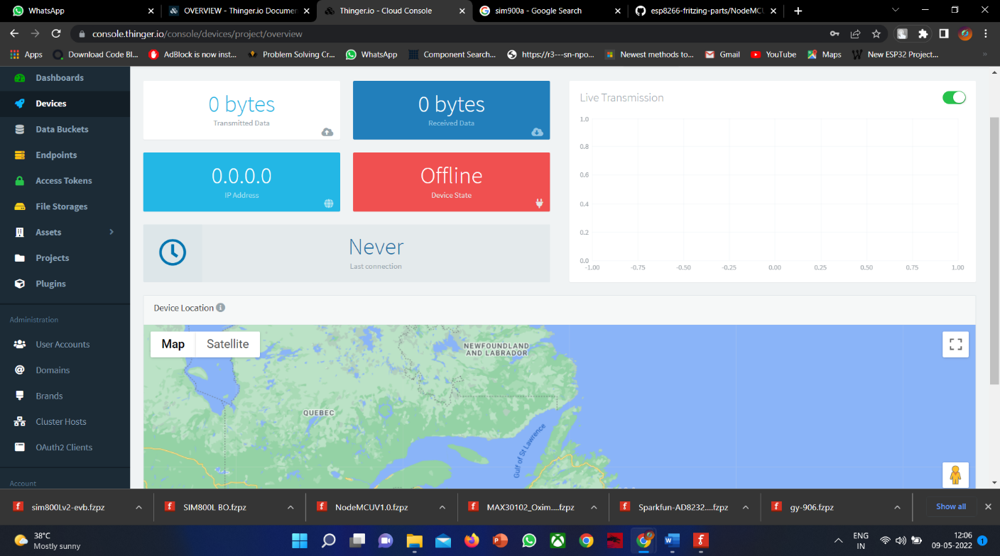 WhatsApp
OVERVIEW - Thinger.io Documen
Thinger.io - Cloud Console
sim900a - Google Search
esp8266-fritzing-parts/NodeMCU
console.thinger.io/console/devices/project/overview
Apps
Download Code Bl...
AdBlock is now inst...
Problem Solving Cr...
WhatsApp
Component Search...
https://r3---sn-npo...
Newest methods to...
Gmail
YouTube
Maps
New ESP32 Project...
»
Dashboards
Devices
Data Buckets
Endpoints
Access Tokens
File Storages
Assets
Projects
Plugins
Administration
User Accounts
Domains
Brands
Cluster Hosts
OAuth2 Clients
Account
0 bytes
Transmitted Data
0 bytes
Received Data
0.0.0.0
IP Address
Offline
Device State
Never
Last connection
Live Transmission
1.0
0.8
0.6
0.4
0.2
0.0
-1.00 -0.75 -0.50 -0.25 0.00 0.25 0.50 0.75 1.00
Device Location
Map Satellite
NEWFOUNDLAND
AND LABRADOR
QUEBEC
Gulf of St Lawrence
sim800Lv2-evb.fzpz
SIM800L BO.fzpz
NodeMCUV1.0.fzpz
MAX30102_Oxim....fzpz
Sparkfun-AD8232....fzpz
gy-906.fzpz
Show all
38°C
Mostly sunny
ENG
IN
12:06
09-05-2022
1